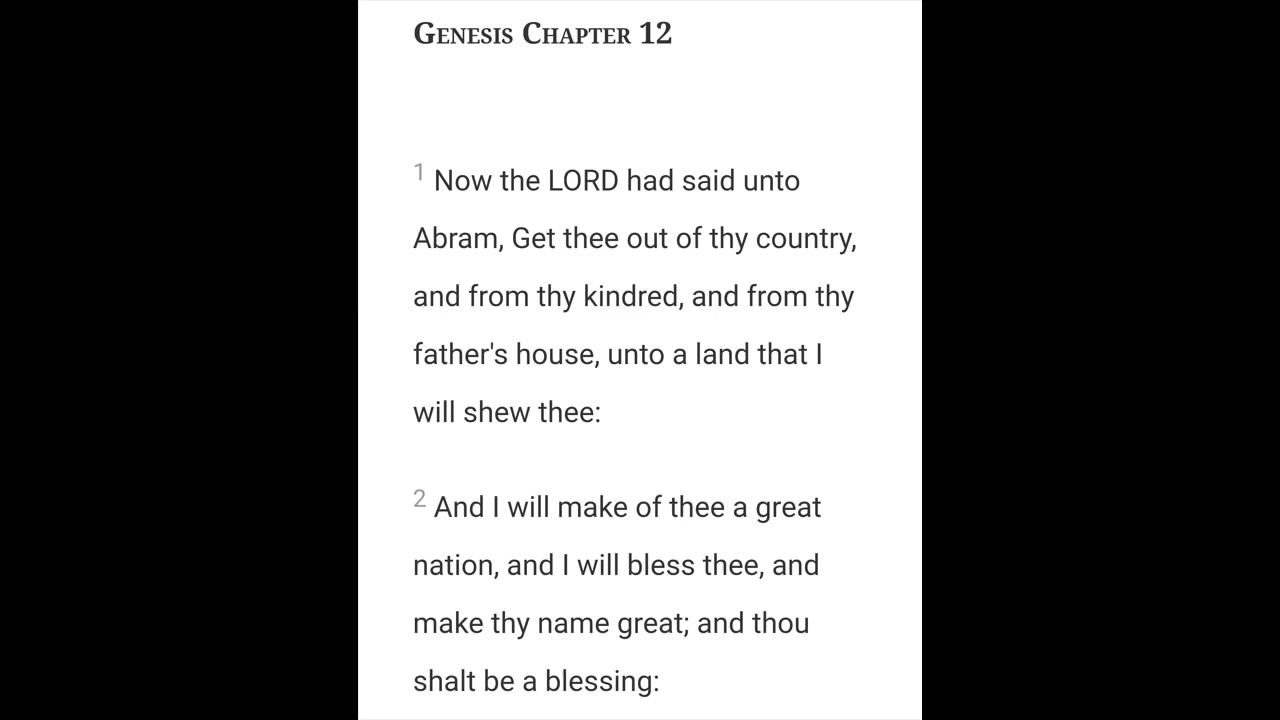 Genesis Chapter 12
1 Now the LORD had said unto
Abram, Get thee out of thy country,
and from thy kindred, and from thy
father's house, unto a land that I
will shew thee:
2 And I will make of thee a great
nation, and I will bless thee, and
make thy name great; and thou
shalt be a blessing: